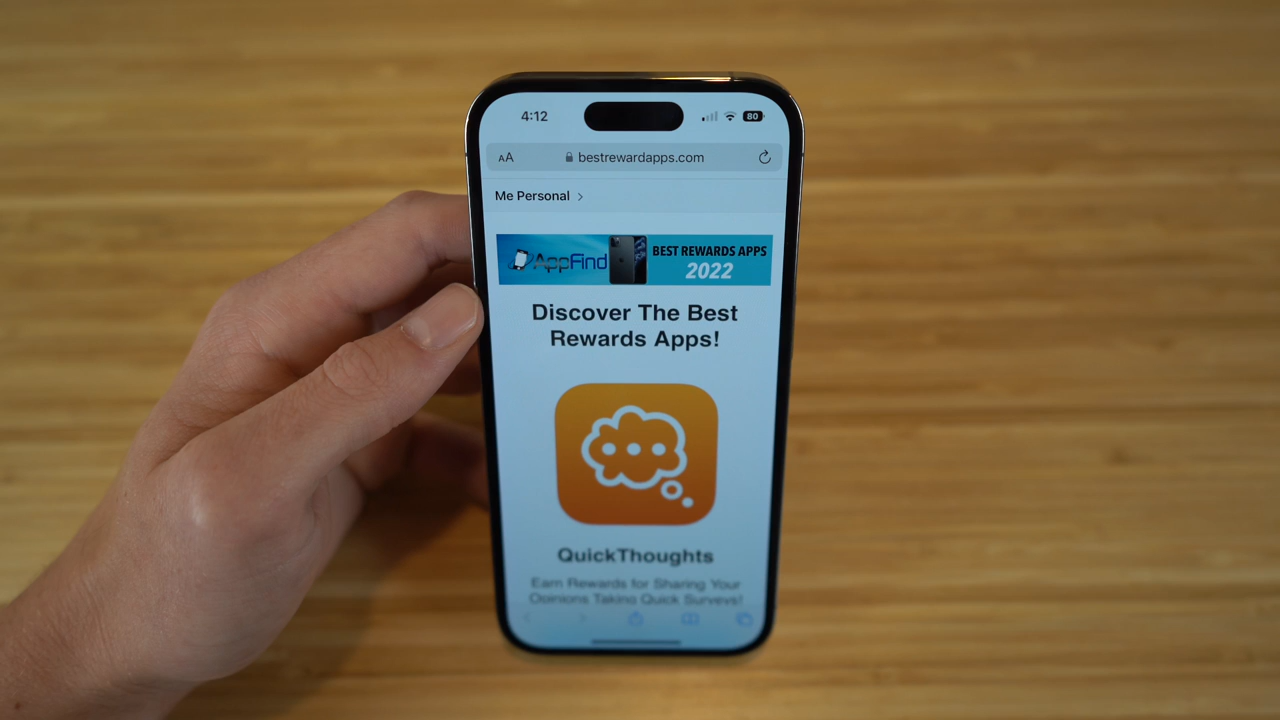 4:12
80
AA
bestrewardapps.com
Me Personal >
AppFind
BEST REWARDS APPS
2022
Discover The Best
Rewards Apps!
QuickThoughts
Earn Rewards for Sharing Your
Opinions Taking Quick Surveys!